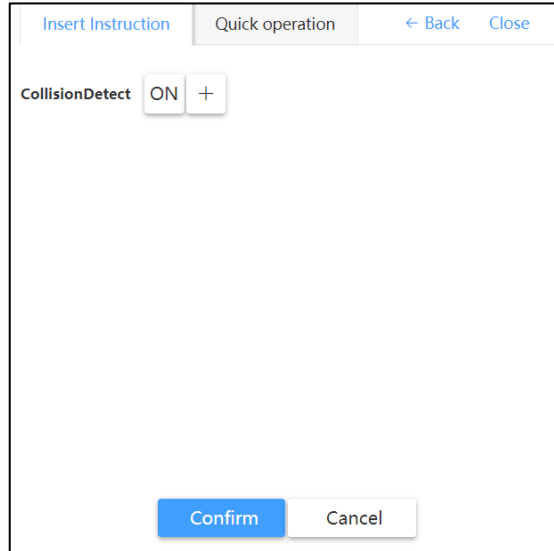 Insert Instruction Quick operation ← Back Close
CollisionDetect ON +
Confirm Cancel